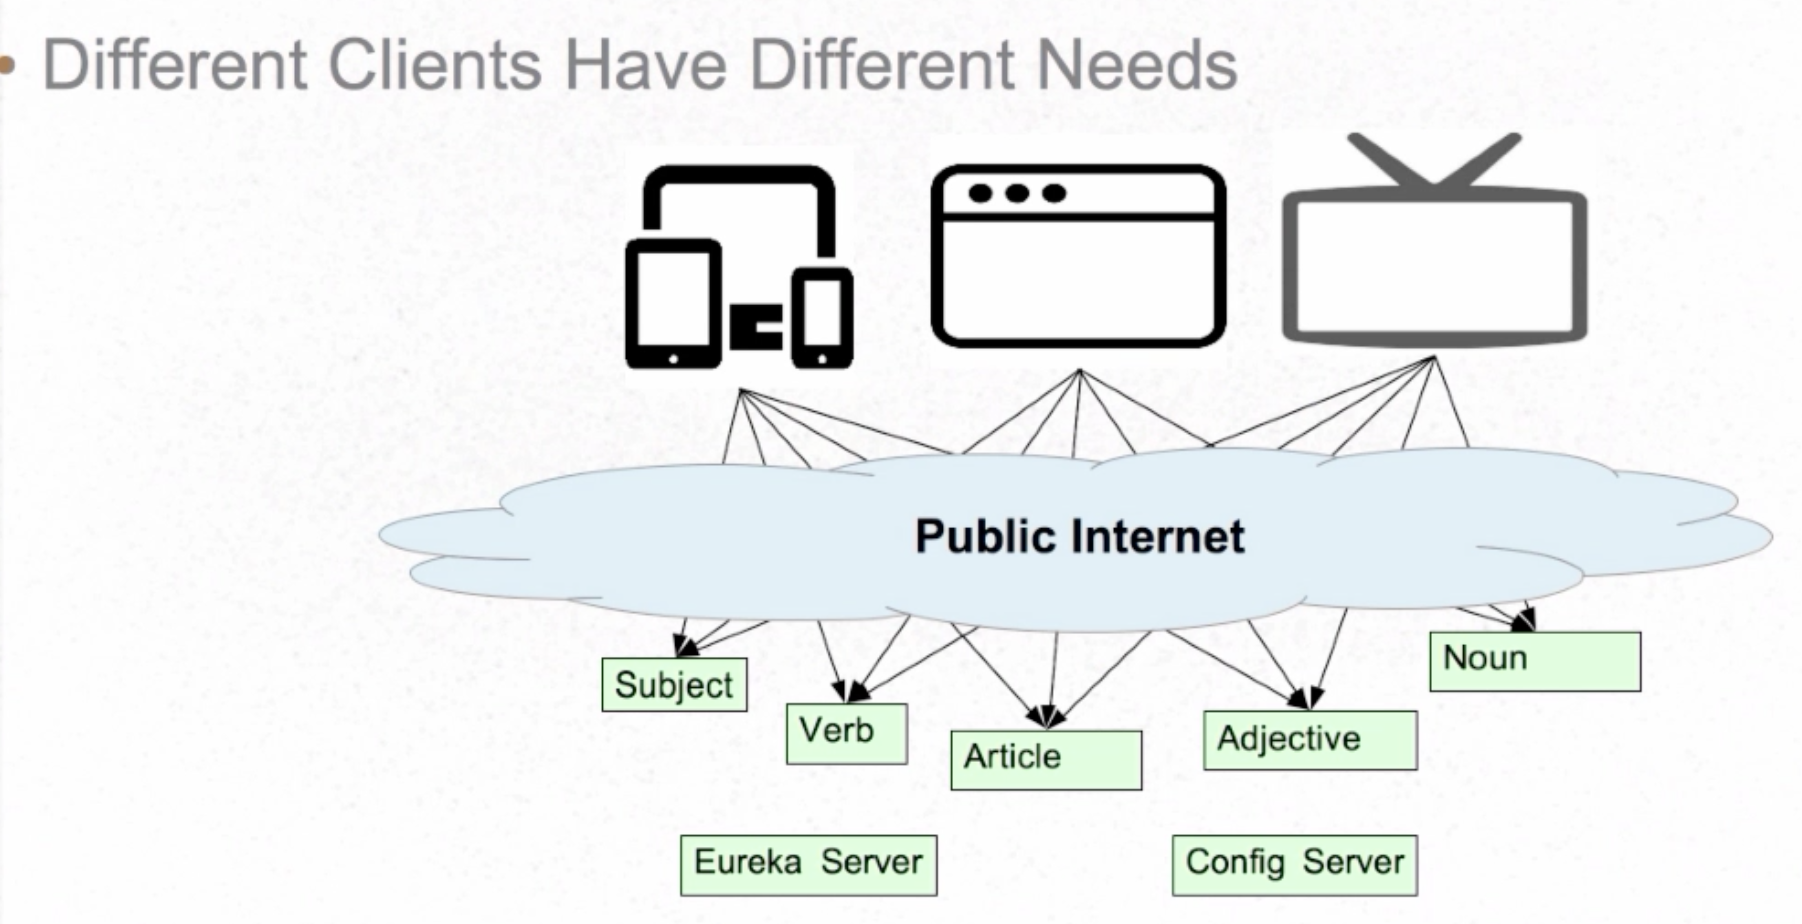 • Different Clients Have Different Needs
Public Internet
Subject
Verb
Article
Adjective
Noun
Eureka Server
Config Server